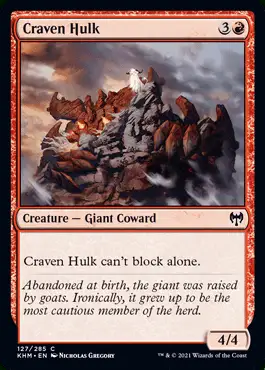 Craven Hulk 3
Creature — Giant Coward
Craven Hulk can't block alone.
Abandoned at birth, the giant was raised
by goats. Ironically, it grew up to be the
most cautious member of the herd.
4/4
127/285 C
KHM • EN Nicholas Gregory
™ & © 2021 Wizards of the Coast